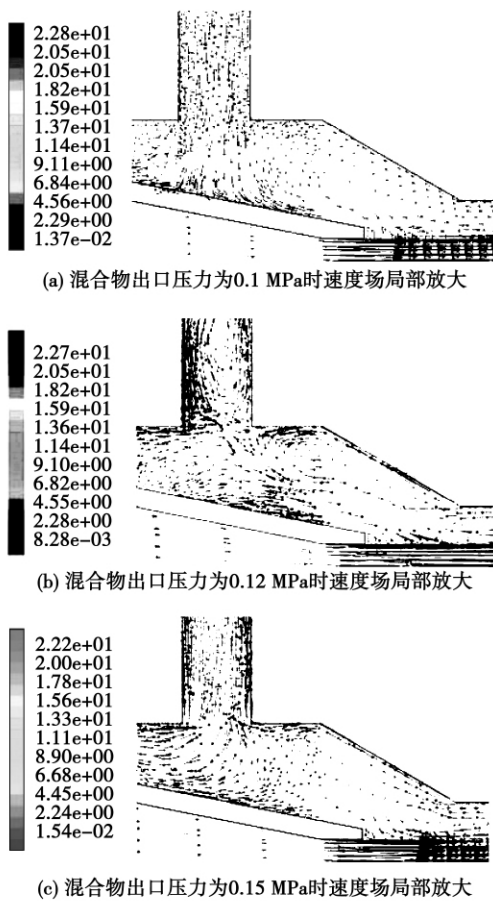 2.28e+01
2.05e+01
2.05e+01
1.82e+01
1.59e+01
1.37e+01
1.14e+01
9.11e+00
6.84e+00
4.56e+00
2.29e+00
1.37e-02
(a) 混合物出口压力为0.1 MPa时速度场局部放大
2.27e+01
2.05e+01
1.82e+01
1.59e+01
1.36e+01
1.14e+01
9.10e+00
6.82e+00
4.55e+00
2.28e+00
8.28e-03
(b) 混合物出口压力为0.12 MPa时速度场局部放大
2.22e+01
2.00e+01
1.78e+01
1.56e+01
1.33e+01
1.11e+01
8.90e+00
6.68e+00
4.45e+00
2.24e+00
1.54e-02
(c) 混合物出口压力为0.15 MPa时速度场局部放大